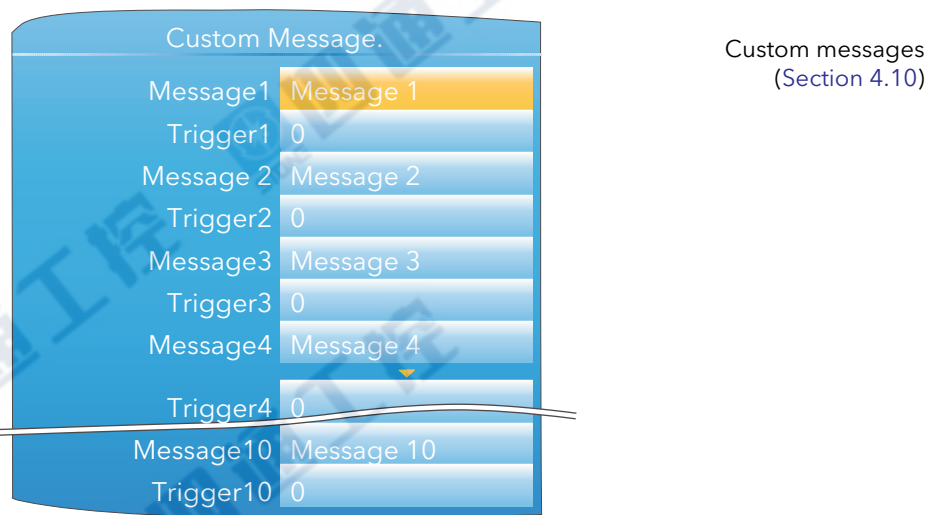 Custom Message.
Message1 Message 1
Trigger1 0
Message 2 Message 2
Trigger2 0
Message3 Message 3
Trigger3 0
Message4 Message 4
Trigger4 0
Message10 Message 10
Trigger10 0
Custom messages
(Section 4.10)